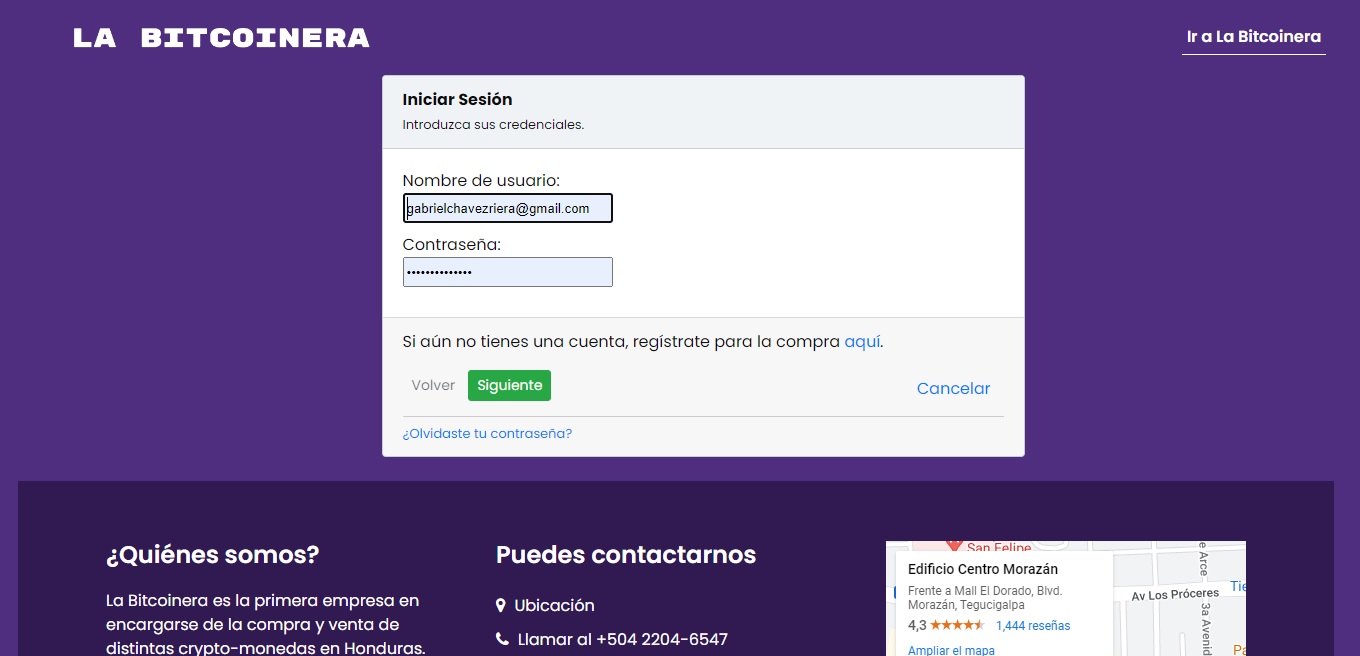 LA BITCOINERA
Ir a La Bitcoinera
Iniciar Sesión
Introduzca sus credenciales.
Nombre de usuario:
gabrielchavezriera@gmail.com
Contraseña:
••••••••••••••
Si aún no tienes una cuenta, regístrate para la compra aquí.
Volver
Siguiente
Cancelar
¿Olvidaste tu contraseña?
¿Quiénes somos?
La Bitcoinera es la primera empresa en
encargarse de la compra y venta de
distintas crypto-monedas en Honduras.
Puedes contactarnos
Ubicación
Llamar al +504 2204-6547
San Felipe
Edificio Centro Morazán
Frente a Mall El Dorado, Blvd.
Morazán, Tegucigalpa
4,3
1,444 reseñas
Ampliar el mapa
e Arce
Av Los Próceres
Tie
3a Avenid
Pa